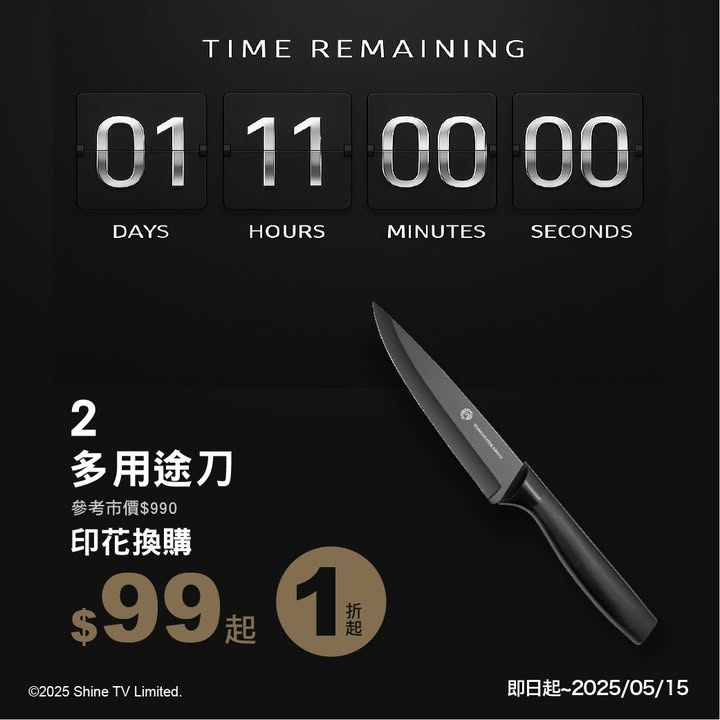 TIME REMAINING
01 11 00 00
DAYS HOURS MINUTES SECONDS
2
多用途刀
參考市價$990
印花換購
$99起
1折起
©2025 Shine TV Limited.
即日起~2025/05/15